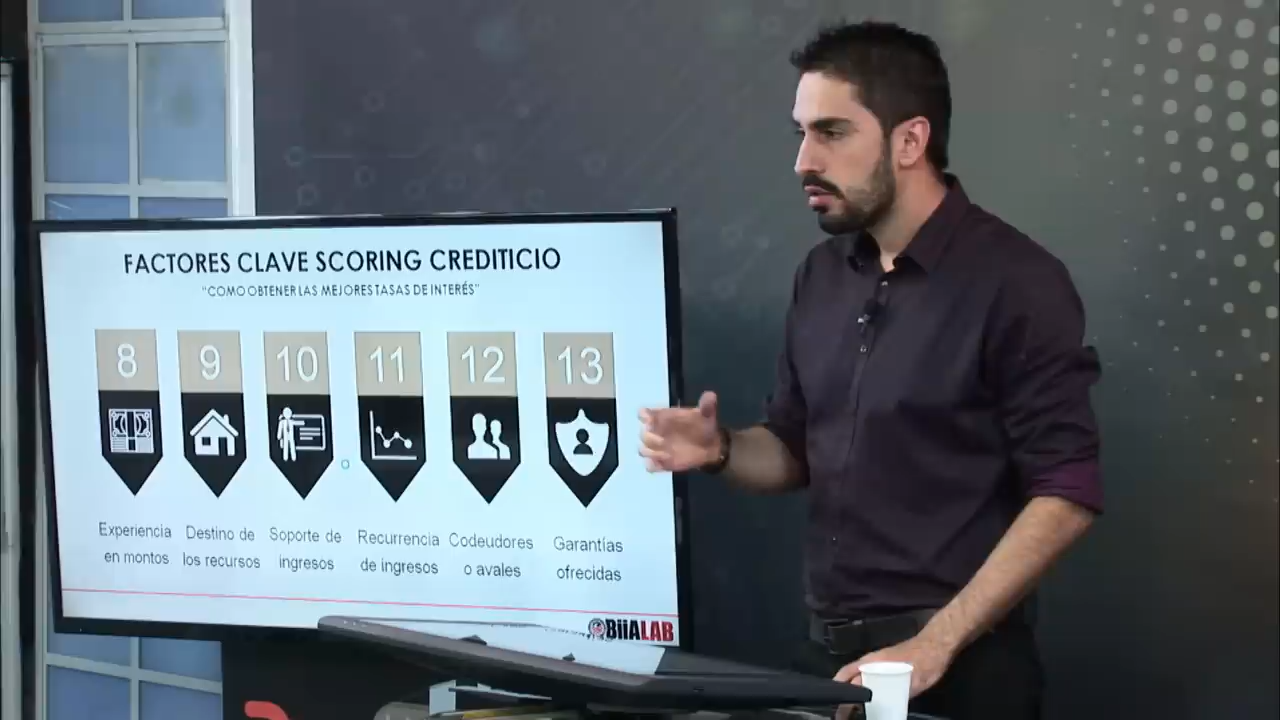 FACTORES CLAVE SCORING CREDITICIO
“COMO OBTENER LAS MEJORES TASAS DE INTERÉS”
8
9
10
11
12
13
Experiencia
en montos
Destino de
los recursos
Soporte de
ingresos
Recurrencia
de ingresos
Codeudores
o avales
Garantías
ofrecidas
BiiALAB